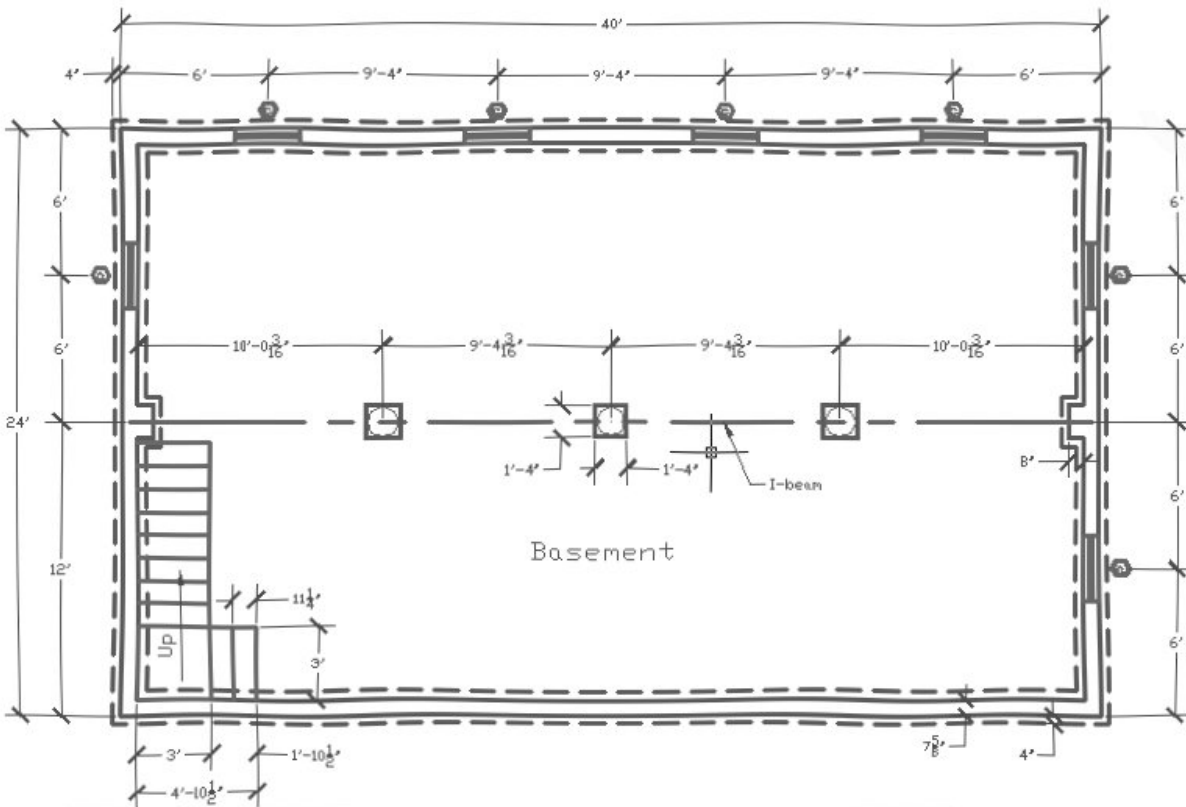 40'
4" 6' 9'-4" 9'-4" 9'-4" 6'
6' 6'
6' 10'-0 3/16" 9'-4 3/16" 9'-4 3/16" 10'-0 3/16" 6'
24'
1'-4" 1'-4" 8"
I-beam
6'
Basement
12'
11 1/4"
Up
3' 6'
7 5/8" 4"
3' 1'-10 1/2"
4'-10 1/2"